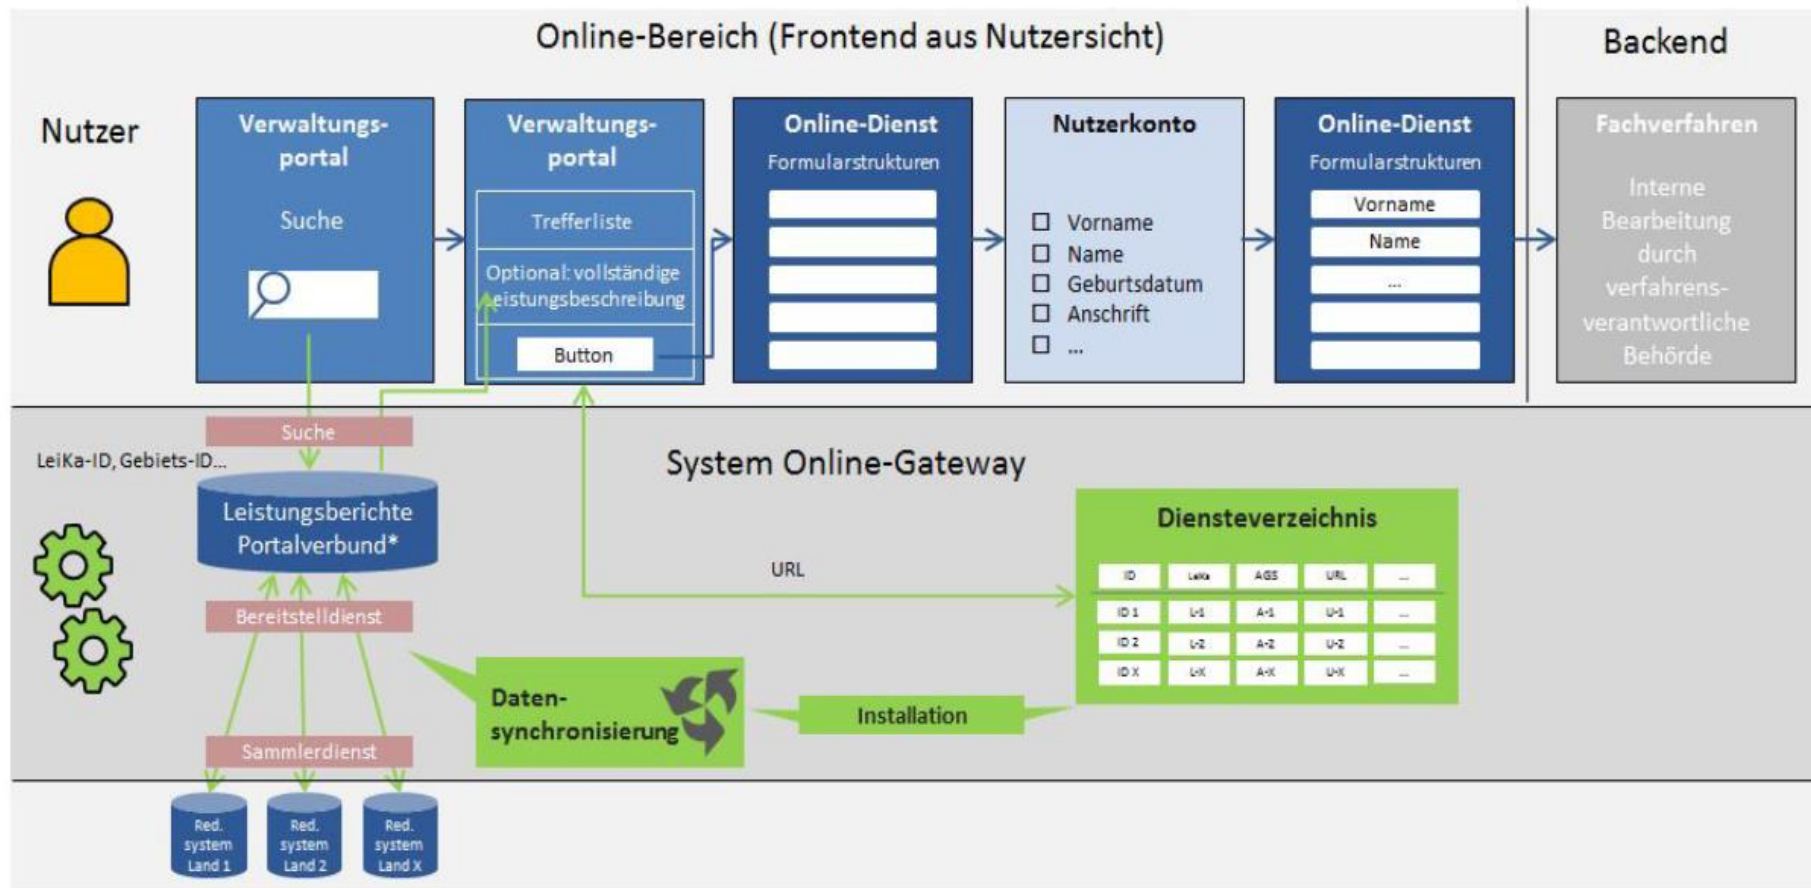 Online-Bereich (Frontend aus Nutzersicht)
Backend
Nutzer
Verwaltungs-
portal
Suche
Verwaltungs-
portal
Trefferliste
Optional: vollständige
Leistungsbeschreibung
Button
Online-Dienst
Formularstrukturen
Nutzerkonto
Vorname
Name
Geburtsdatum
Anschrift
...
Online-Dienst
Formularstrukturen
Vorname
Name
...
Fachverfahren
Interne
Bearbeitung
durch
verfahrens-
verantwortliche
Behörde
Suche
LeiKa-ID, Gebiets-ID...
System Online-Gateway
Leistungsberichte
Portalverbund*
Bereitstelldienst
Sammlerdienst
URL
Daten-
synchronisierung
Installation
Diensteverzeichnis
ID LeiKa AGS URL ...
ID 1 L-1 A-1 U-1 ...
ID 2 L-2 A-2 U-2 ...
ID X L-X A-X U-X ...
Red.
system
Land 1
Red.
system
Land 2
Red.
system
Land X